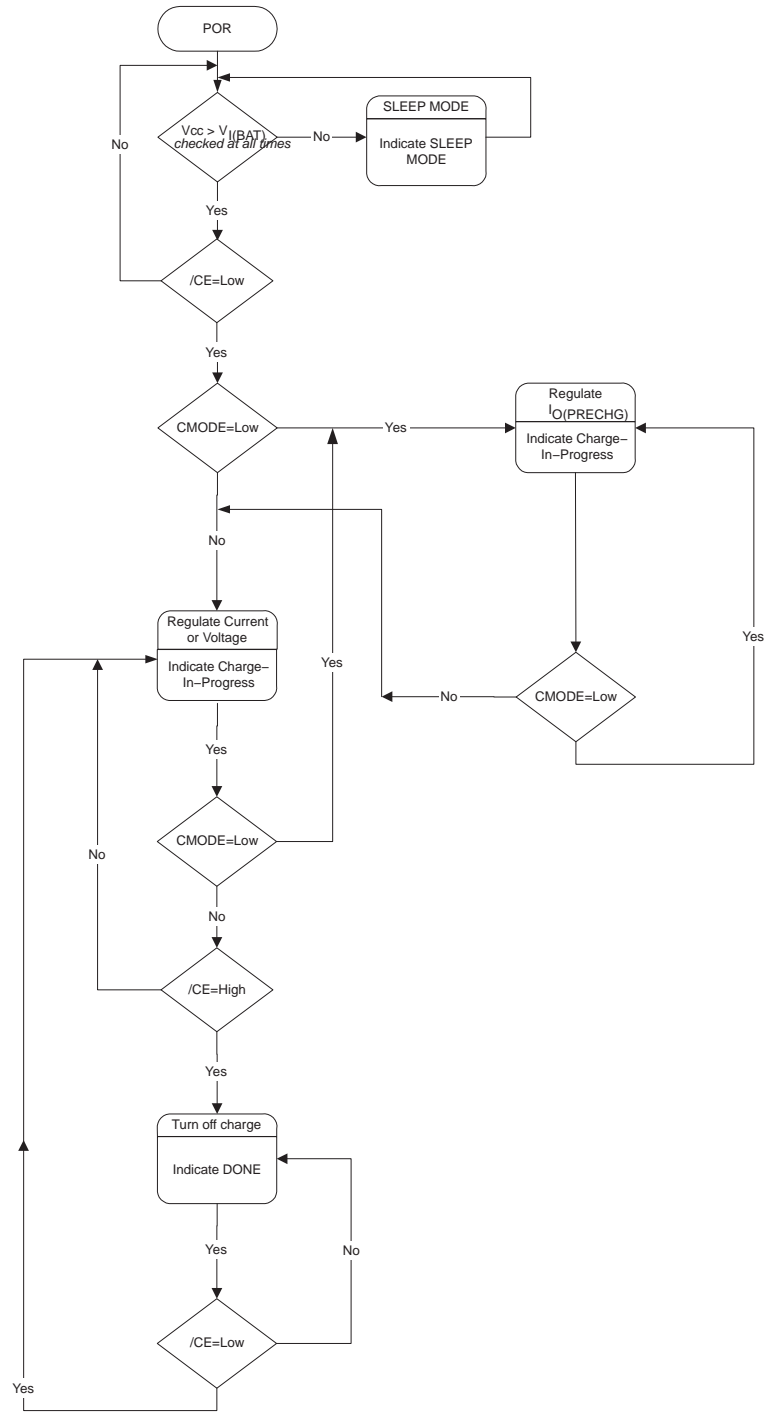 POR
Vcc > VI(BAT)
checked at all times
No
SLEEP MODE
Indicate SLEEP
MODE
No
Yes
/CE=Low
Yes
CMODE=Low
Yes
Regulate
IO(PRECHG)
Indicate Charge–
In–Progress
No
Regulate Current
or Voltage
Indicate Charge–
In–Progress
Yes
Yes
No
CMODE=Low
Yes
CMODE=Low
No
No
/CE=High
Yes
Turn off charge
Indicate DONE
Yes
No
/CE=Low
Yes